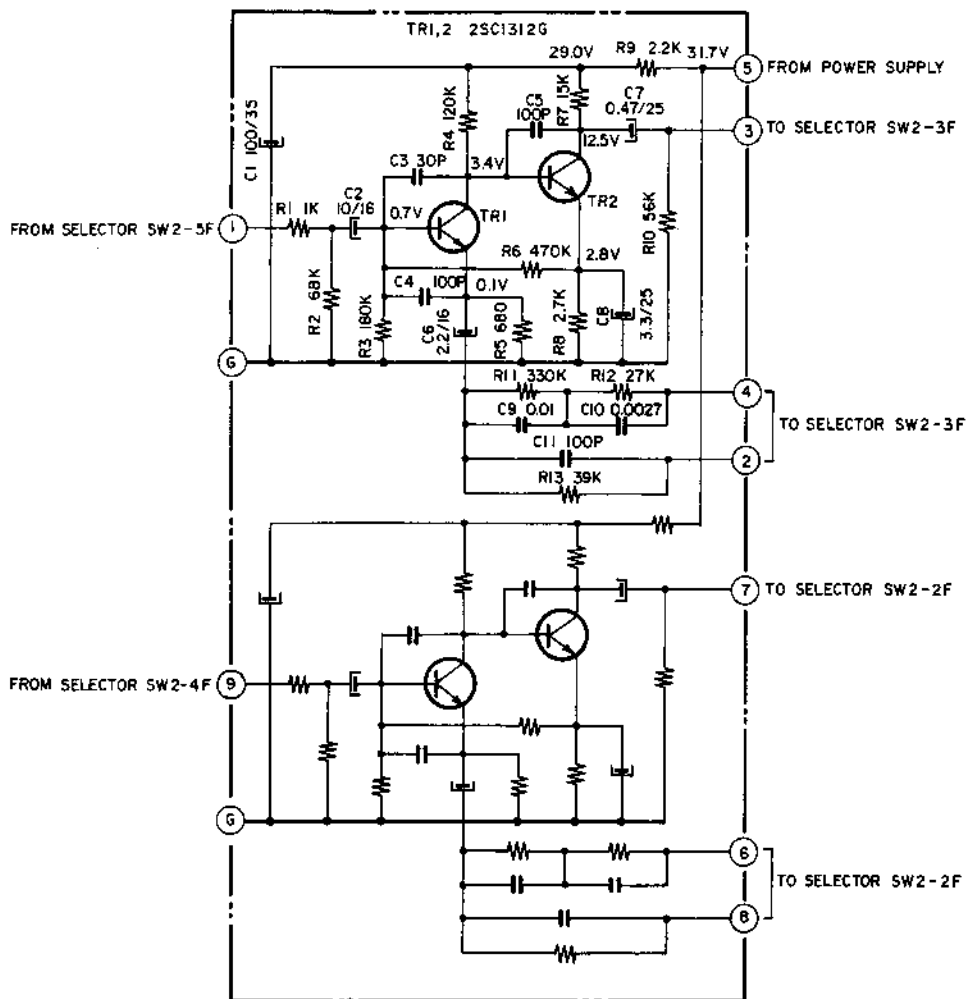 TR1,2 2SC1312G
29.0V
R9 2.2K
31.7V
5 FROM POWER SUPPLY
C1 100/35
R4 120K
C5
100P
R7 15K
C7
0.47/25
3 TO SELECTOR SW2-3F
12.5V
C3 30P
3.4V
TR2
C2
10/16
0.7V
TR1
R1 1K
FROM SELECTOR SW2-5F 1
R10 56K
R6 470K
2.8V
C4
100P
0.1V
R2 68K
R3 180K
C6
2.2/16
R5 680
R8 2.7K
C8
3.3/25
G
R11 330K
R12 27K
4
C9 0.01
C10 0.0027
TO SELECTOR SW2-3F
C11 100P
2
R13 39K
7 TO SELECTOR SW2-2F
FROM SELECTOR SW2-4F 9
G
6
TO SELECTOR SW2-2F
8